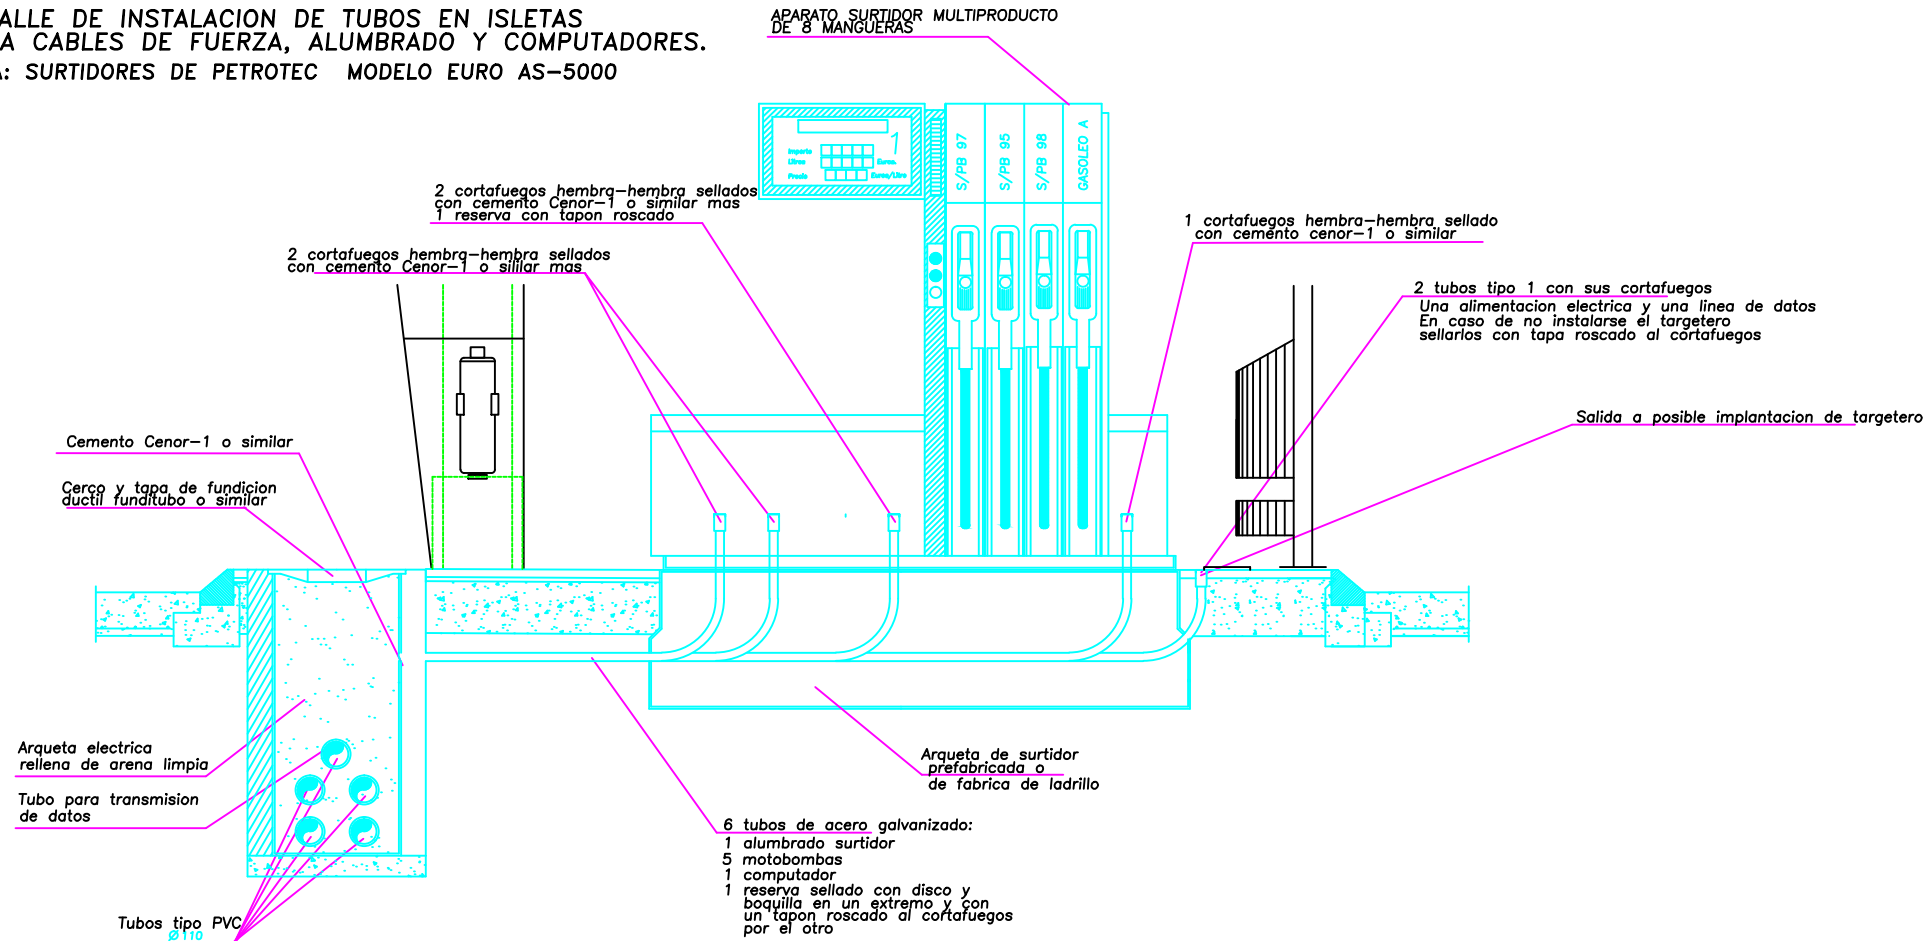 ALLE DE INSTALACION DE TUBOS EN ISLETAS
A CABLES DE FUERZA, ALUMBRADO Y COMPUTADORES.
A: SURTIDORES DE PETROTEC MODELO EURO AS-5000
APARATO SURTIDOR MULTIPRODUCTO
DE 8 MANGUERAS
Importe
Litros
Euros.
Precio
Euros/Litro
1
S/PB 97
S/PB 95
S/PB 98
GASOLEO A
2 cortafuegos hembra-hembra sellados
con cemento Cenor-1 o similar mas
1 reserva con tapon roscado
2 cortafuegos hembra-hembra sellados
con cemento Cenor-1 o sililar mas
1 cortafuegos hembra-hembra sellado
con cemento cenor-1 o similar
2 tubos tipo 1 con sus cortafuegos
Una alimentacion electrica y una linea de datos
En caso de no instalarse el targetero
sellarlos con tapa roscado al cortafuegos
Salida a posible implantacion de targetero
Cemento Cenor-1 o similar
Cerco y tapa de fundicion
ductil funditubo o similar
Arqueta electrica
rellena de arena limpia
Tubo para transmision
de datos
Tubos tipo PVC
Ø110
Arqueta de surtidor
prefabricada o
de fabrica de ladrillo
6 tubos de acero galvanizado:
1 alumbrado surtidor
5 motobombas
1 computador
1 reserva sellado con disco y
boquilla en un extremo y con
un tapon roscado al cortafuegos
por el otro